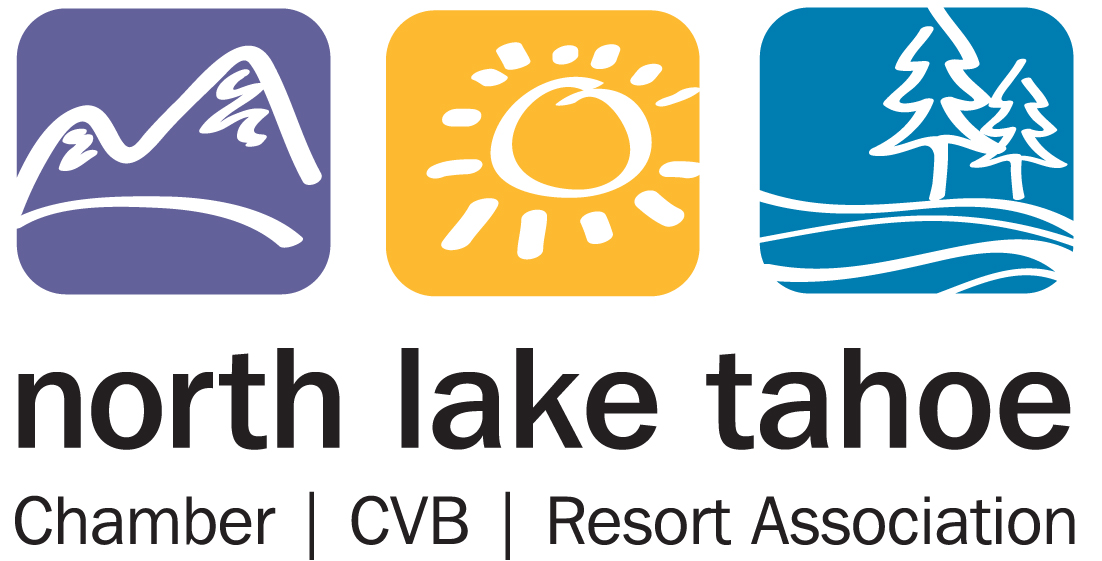 north lake tahoe
Chamber | CVB | Resort Association